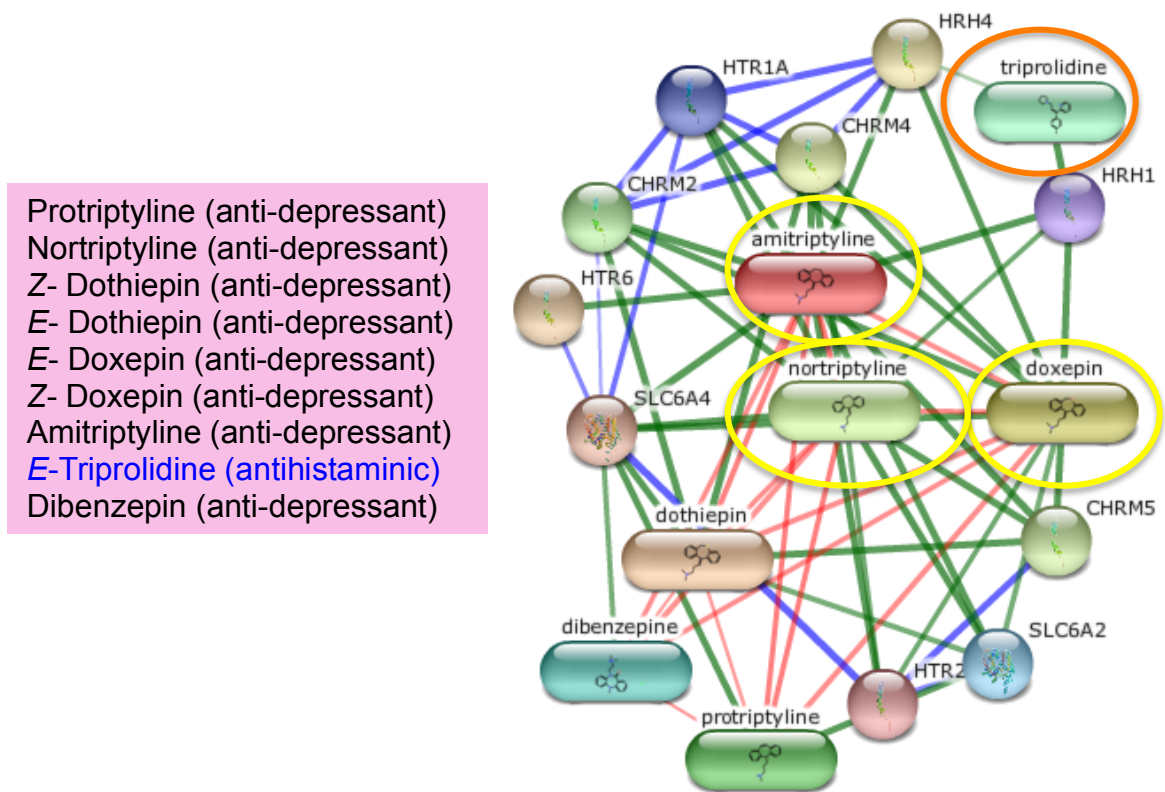 Protriptyline (anti-depressant)
Nortriptyline (anti-depressant)
Z- Dothiepin (anti-depressant)
E- Dothiepin (anti-depressant)
E- Doxepin (anti-depressant)
Z- Doxepin (anti-depressant)
Amitriptyline (anti-depressant)
E-Triprolidine (antihistaminic)
Dibenzepin (anti-depressant)
HRH4
triprolidine
HTR1A
CHRM4
CHRM2
HRH1
amitriptyline
HTR6
nortriptyline
doxepin
SLC6A4
CHRM5
dothiepin
dibenzepine
SLC6A2
HTR2
protriptyline